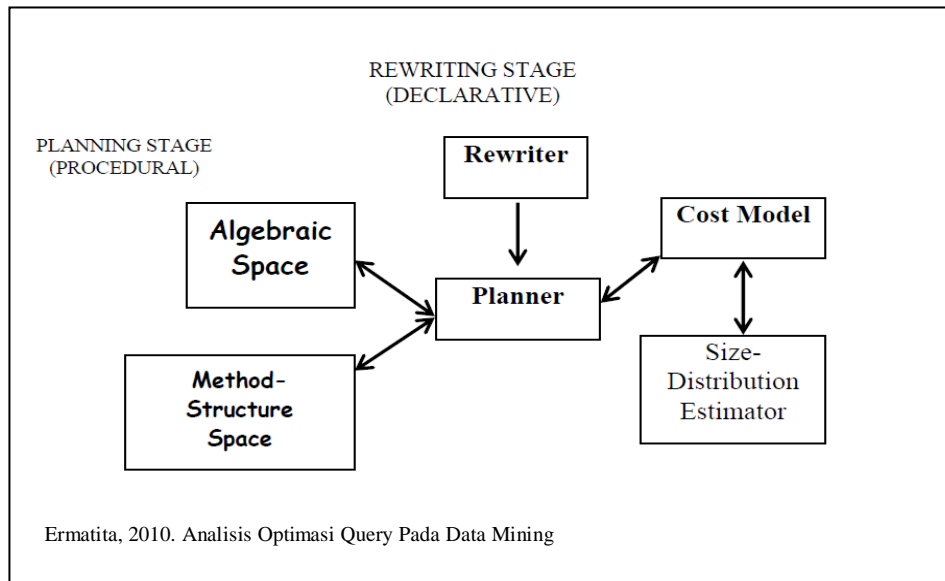 REWRITING STAGE
(DECLARATIVE)
PLANNING STAGE
(PROCEDURAL)
Rewriter
Algebraic
Space
Cost Model
Planner
Method-
Structure
Space
Size-
Distribution
Estimator
Ermatita, 2010. Analisis Optimasi Query Pada Data Mining